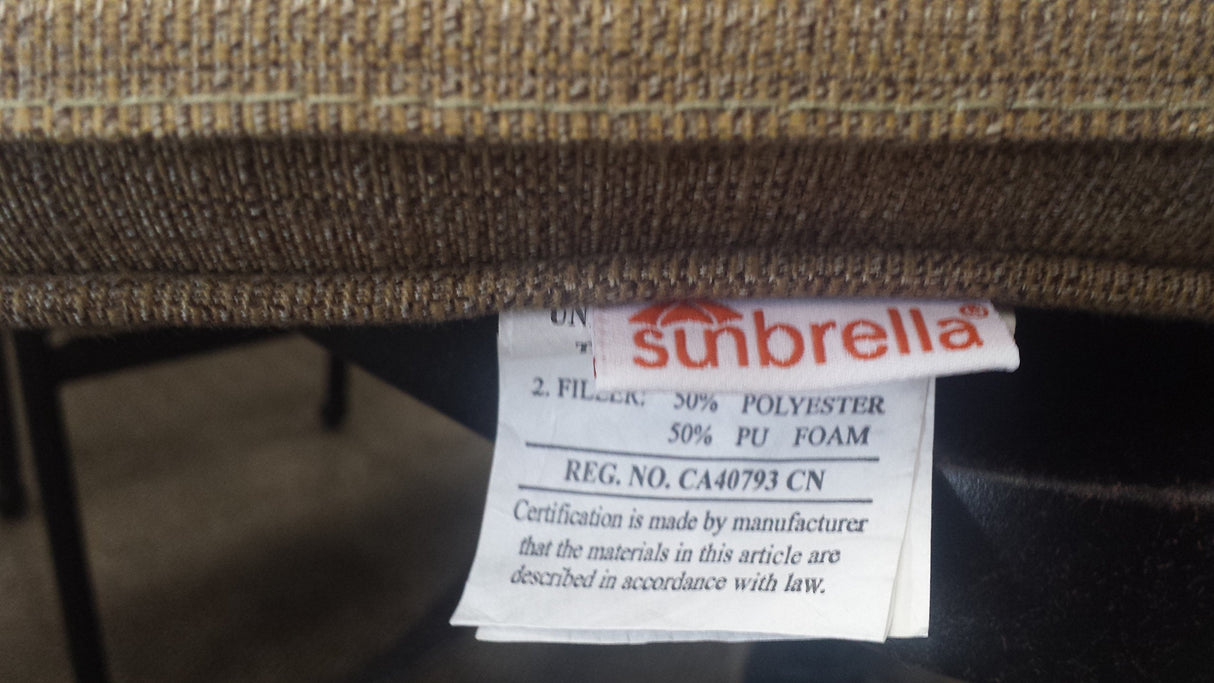 sunbrella®
UN
2. FILLER: 50% POLYESTER
50% PU FOAM
REG. NO. CA40793 CN
Certification is made by manufacturer
that the materials in this article are
described in accordance with law.